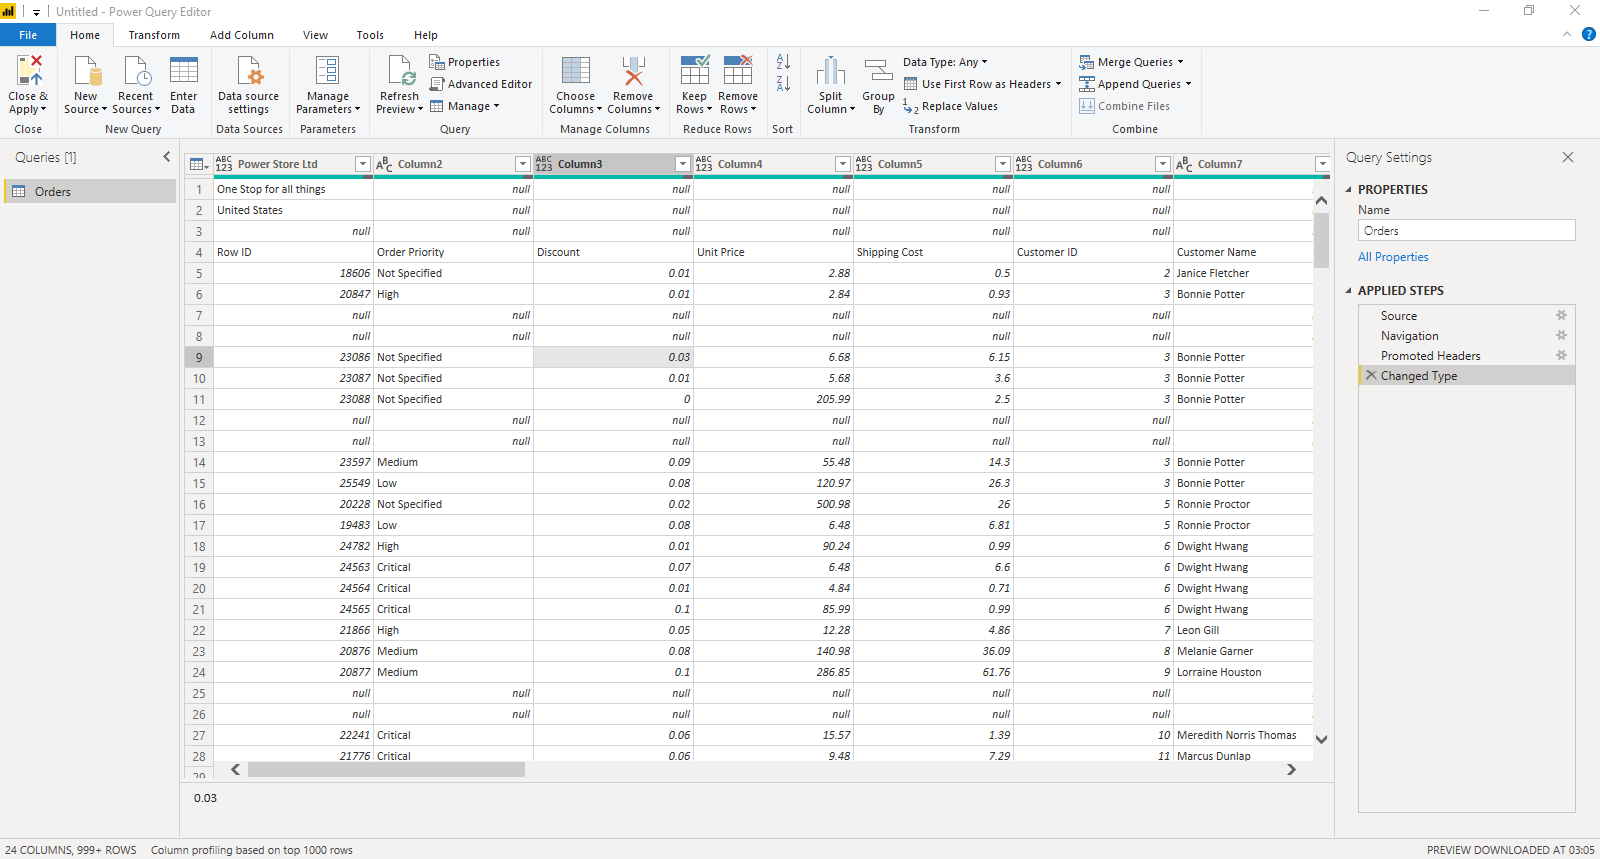 Untitled - Power Query Editor
File Home Transform Add Column View Tools Help
Close & Apply
Close
New Source
Recent Sources
Enter Data
New Query
Data source settings
Data Sources
Manage Parameters
Parameters
Refresh Preview
Properties
Advanced Editor
Manage
Query
Choose Columns
Remove Columns
Manage Columns
Keep Rows
Remove Rows
Reduce Rows
Sort
Split Column
Group By
Data Type: Any
Use First Row as Headers
Replace Values
Transform
Merge Queries
Append Queries
Combine Files
Combine
Queries [1]
Orders
ABC 123 Power Store Ltd ABC Column2 ABC 123 Column3 ABC 123 Column4 ABC 123 Column5 ABC 123 Column6 ABC Column7
1 One Stop for all things null null null null null
2 United States null null null null null
3 null null null null null null
4 Row ID Order Priority Discount Unit Price Shipping Cost Customer ID Customer Name
5 18606 Not Specified 0.01 2.88 0.5 2 Janice Fletcher
6 20847 High 0.01 2.84 0.93 3 Bonnie Potter
7 null null null null null null
8 null null null null null null
9 23086 Not Specified 0.03 6.68 6.15 3 Bonnie Potter
10 23087 Not Specified 0.01 5.68 3.6 3 Bonnie Potter
11 23088 Not Specified 0 205.99 2.5 3 Bonnie Potter
12 null null null null null null
13 null null null null null null
14 23597 Medium 0.09 55.48 14.3 3 Bonnie Potter
15 25549 Low 0.08 120.97 26.3 3 Bonnie Potter
16 20228 Not Specified 0.02 500.98 26 5 Ronnie Proctor
17 19483 Low 0.08 6.48 6.81 5 Ronnie Proctor
18 24782 High 0.01 90.24 0.99 6 Dwight Hwang
19 24563 Critical 0.07 6.48 6.6 6 Dwight Hwang
20 24564 Critical 0.01 4.84 0.71 6 Dwight Hwang
21 24565 Critical 0.1 85.99 0.99 6 Dwight Hwang
22 21866 High 0.05 12.28 4.86 7 Leon Gill
23 20876 Medium 0.08 140.98 36.09 8 Melanie Garner
24 20877 Medium 0.1 286.85 61.76 9 Lorraine Houston
25 null null null null null null
26 null null null null null null
27 22241 Critical 0.06 15.57 1.39 10 Meredith Norris Thomas
28 21776 Critical 0.06 9.48 7.29 11 Marcus Dunlap
29
0.03
Query Settings
PROPERTIES
Name
Orders
All Properties
APPLIED STEPS
Source
Navigation
Promoted Headers
Changed Type
24 COLUMNS, 999+ ROWS Column profiling based on top 1000 rows
PREVIEW DOWNLOADED AT 03:05